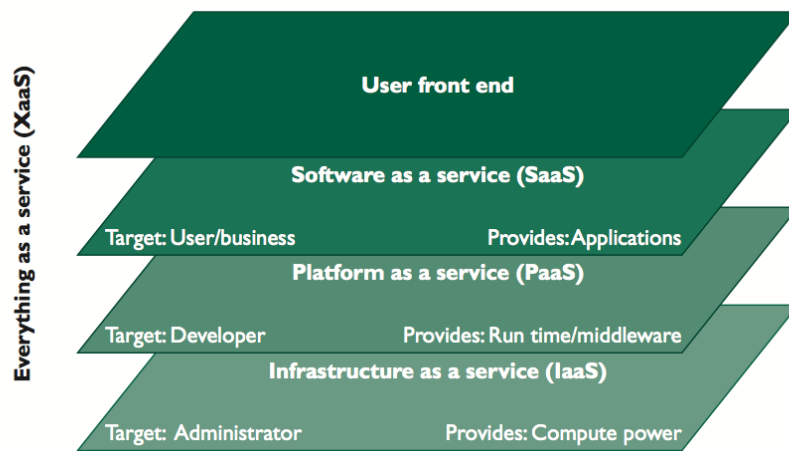 Everything as a service (XaaS)
User front end
Software as a service (SaaS)
Target: User/business Provides: Applications
Platform as a service (PaaS)
Target: Developer Provides: Run time/middleware
Infrastructure as a service (IaaS)
Target: Administrator Provides: Compute power